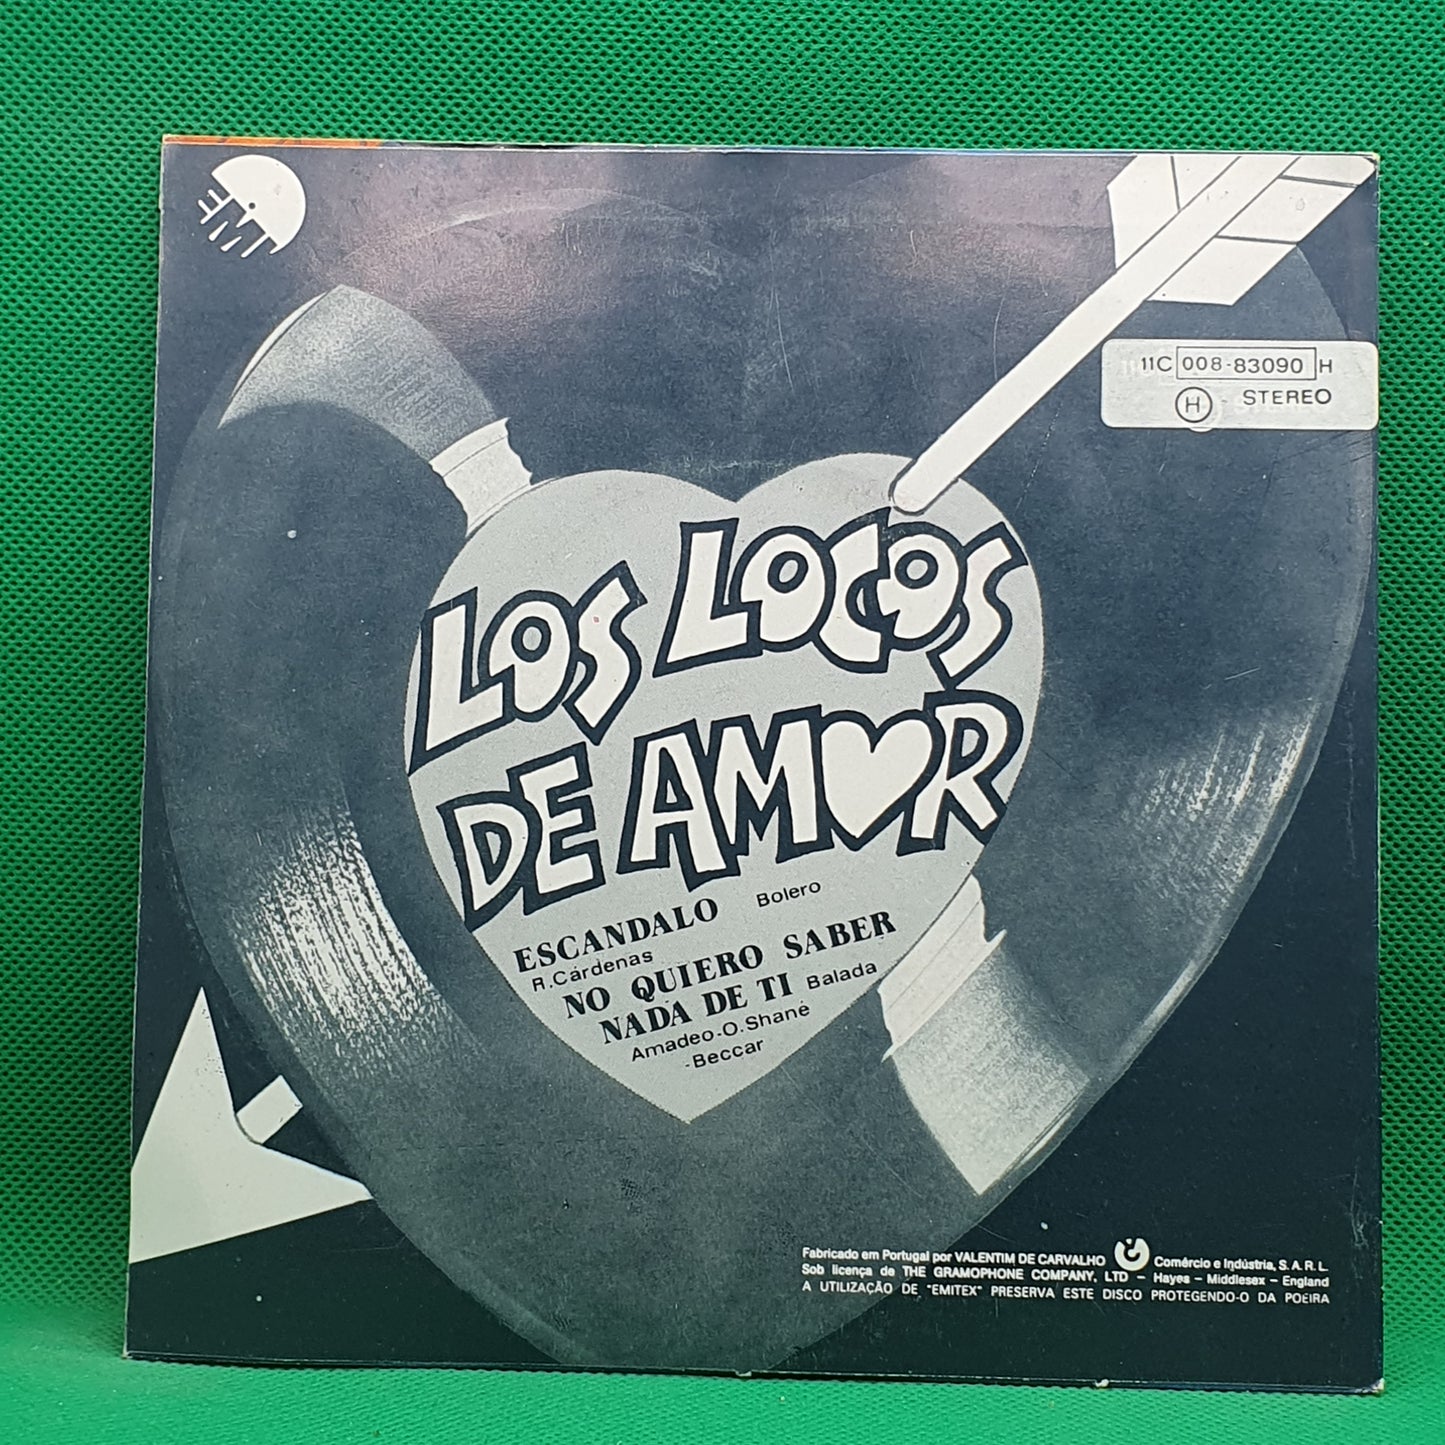 EMI
11C 008-83090 H
H - STEREO
LOS LOCOS
DE AMOR
ESCANDALO Bolero
R.Cárdenas
NO QUIERO SABER
NADA DE TI Balada
Amadeo-O.Shané
-Beccar
Fabricado em Portugal por VALENTIM DE CARVALHO Comércio e Indústria, S.A.R.L.
Sob licença de THE GRAMOPHONE COMPANY, LTD – Hayes – Middlesex – England
A UTILIZAÇÃO DE "EMITEX" PRESERVA ESTE DISCO PROTEGENDO-O DA POEIRA